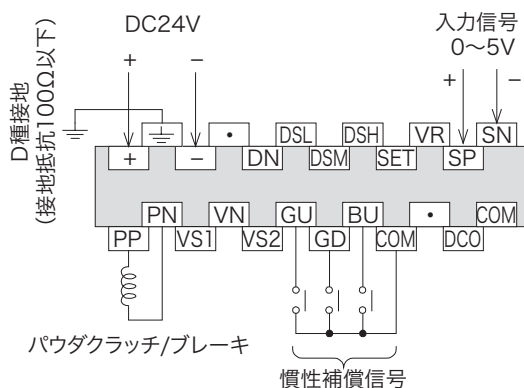 DC24V
入力信号
0～5V
+
−
+
−
D種接地
(接地抵抗100Ω以下)
• DSL DSH VR SN
+ − DN DSM SET SP
PN VN GU BU • COM
PP VS1 VS2 GD COM DCO
パウダクラッチ/ブレーキ
慣性補償信号